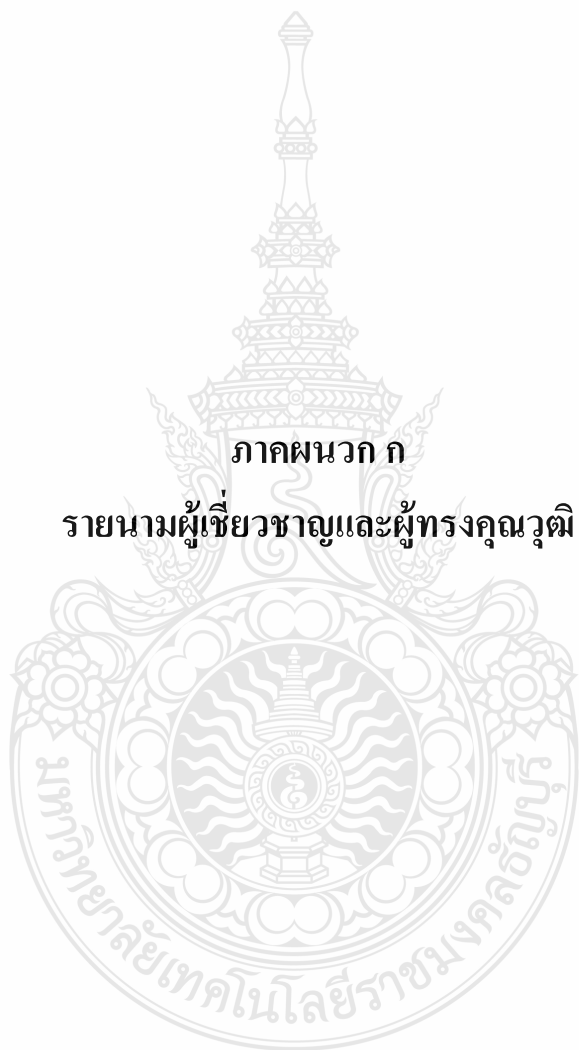 ภาคผนวก ก
รายนามผู้เชี่ยวชาญและผู้ทรงคุณวุฒิ
มหาวิทยาลัยเทคโนโลยีราชมงคลธัญบุรี